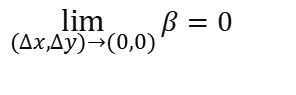 lim β = 0
(Δx,Δy)→(0,0)